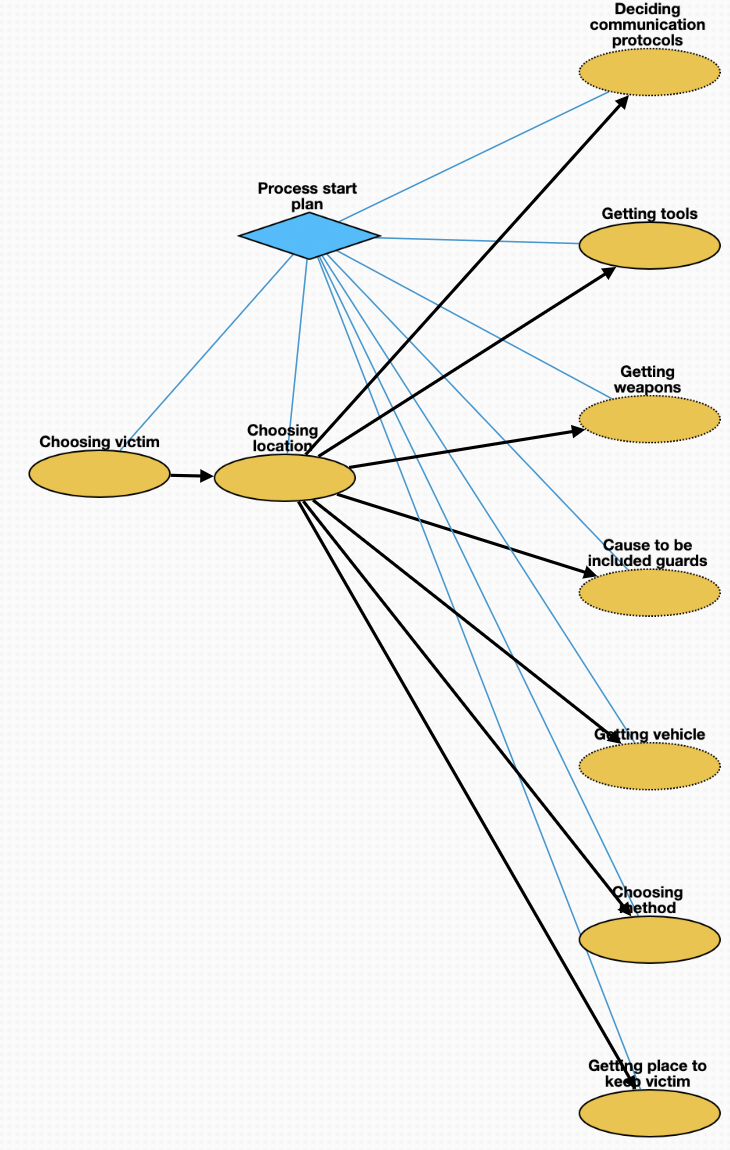 Deciding
communication
protocols
Process start
plan
Getting tools
Getting
weapons
Choosing victim
Choosing
location
Cause to be
included guards
Getting vehicle
Choosing
method
Getting place to
keep victim